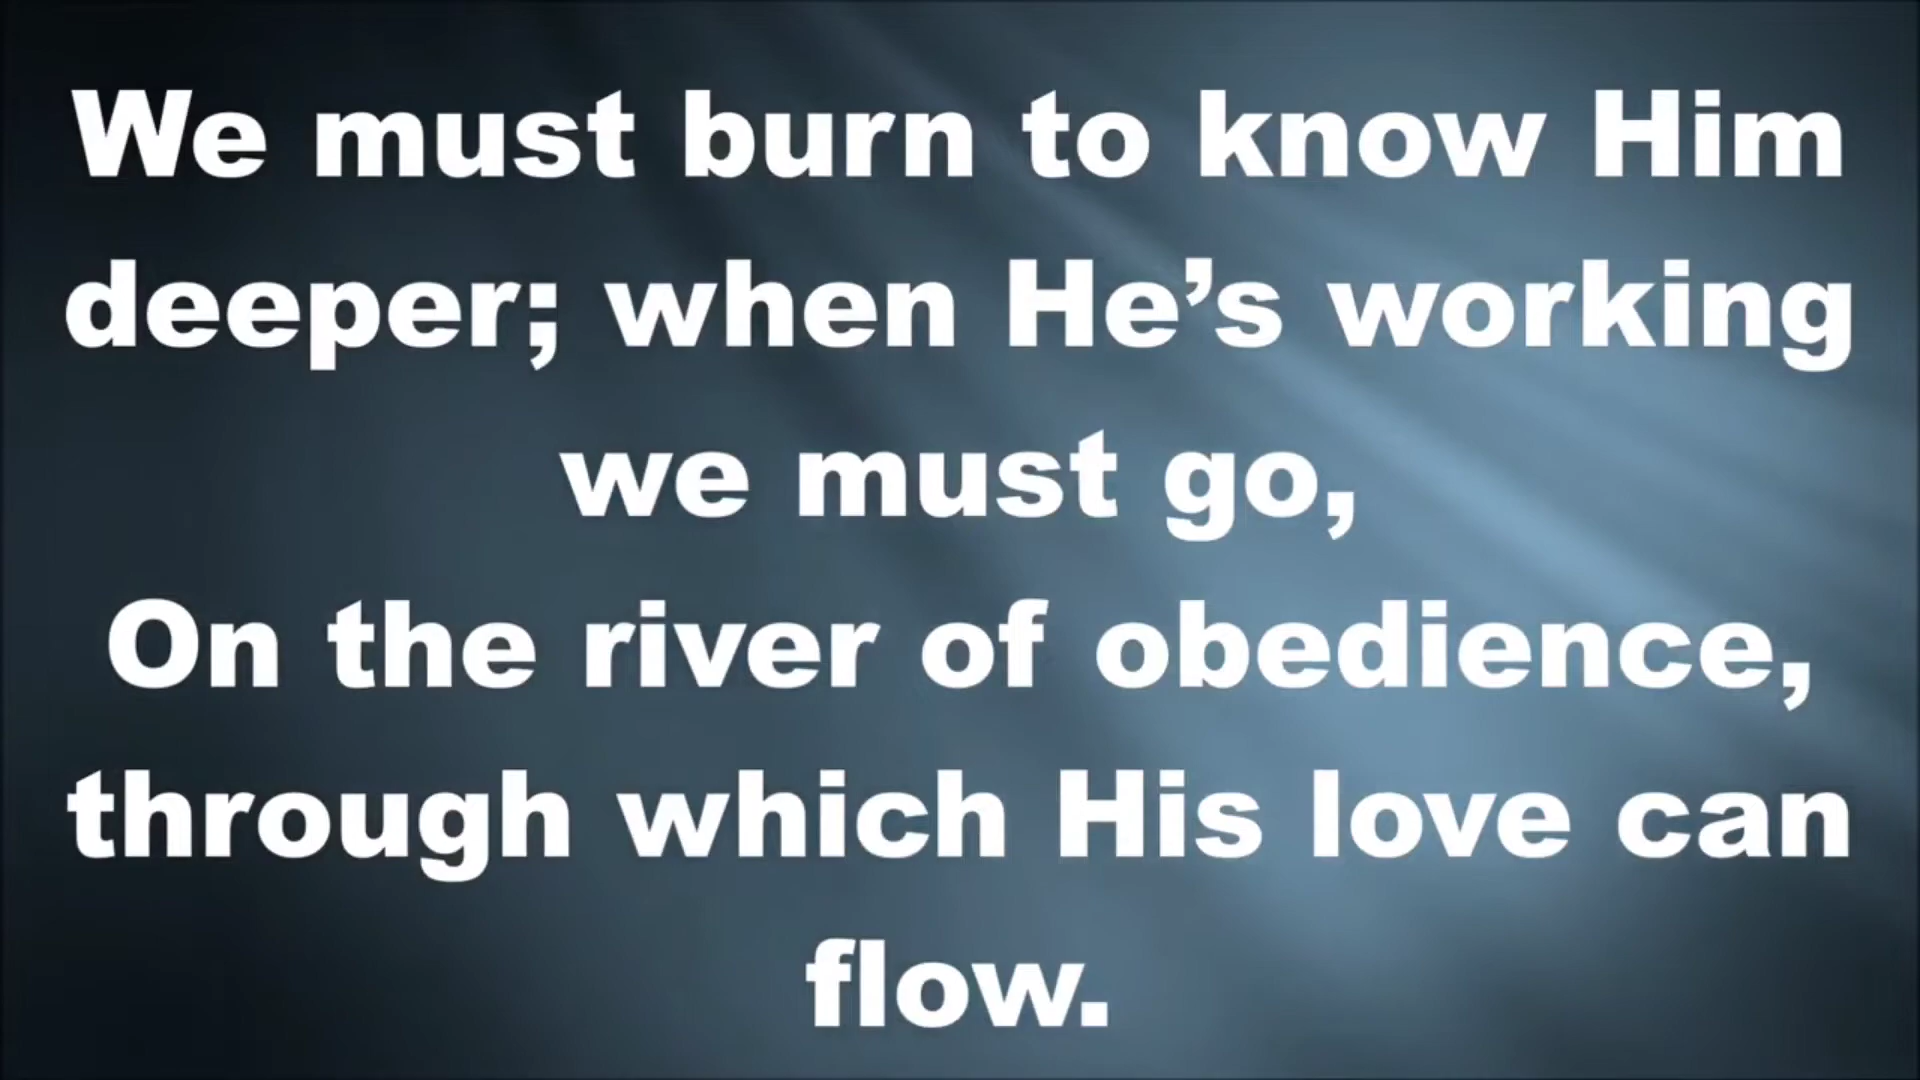 We must burn to know Him
deeper; when He’s working
we must go,
On the river of obedience,
through which His love can
flow.